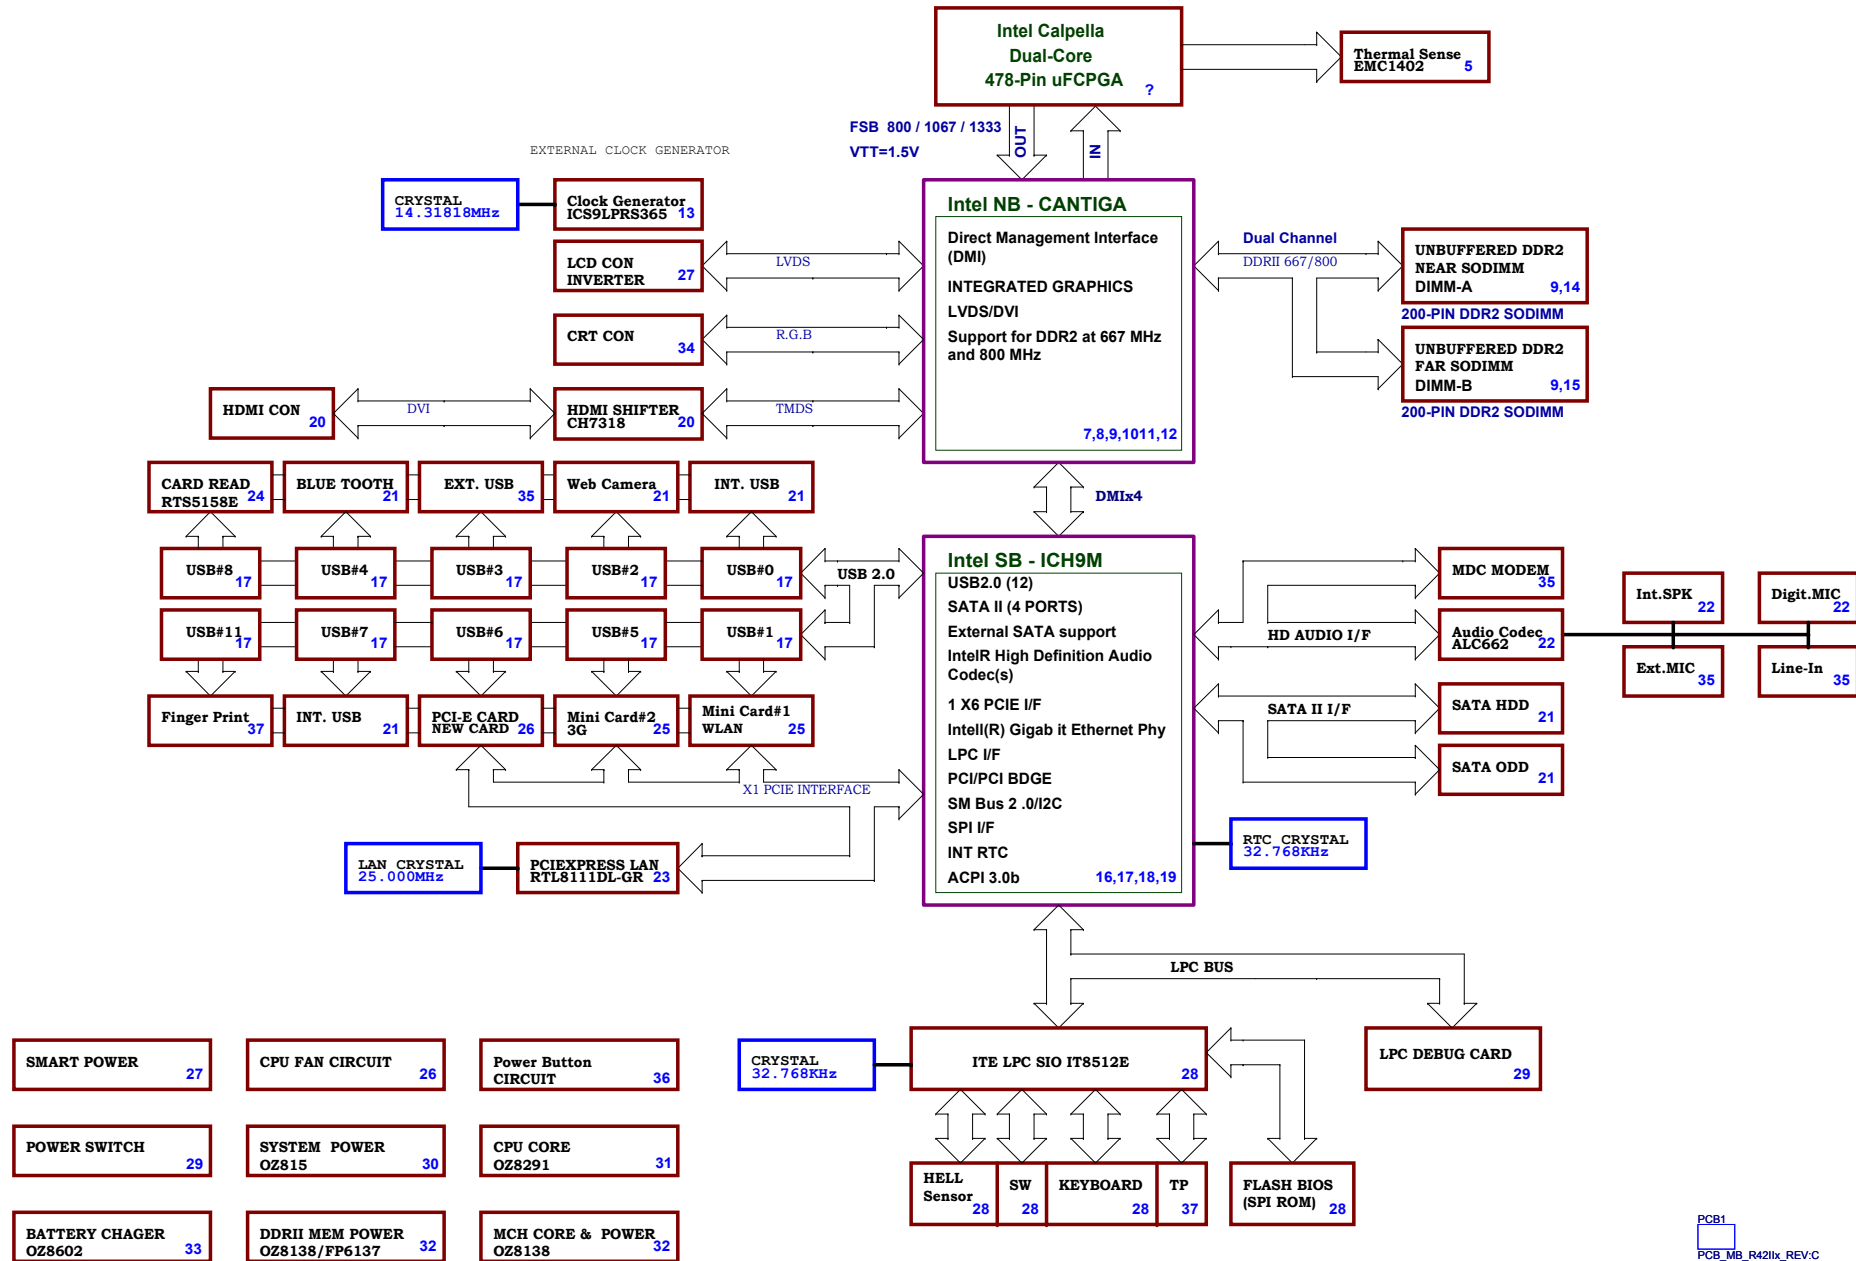 Intel Calpella
Dual-Core
478-Pin uFCPGA
?
Thermal Sense
EMC1402 5
FSB 800 / 1067 / 1333
VTT=1.5V
OUT
IN
EXTERNAL CLOCK GENERATOR
CRYSTAL
14.31818MHz
Clock Generator
ICS9LPRS365 13
LCD CON
INVERTER 27
LVDS
CRT CON
34
R.G.B
HDMI CON
20
DVI
HDMI SHIFTER
CH7318 20
TMDS
Intel NB - CANTIGA
Direct Management Interface
(DMI)
INTEGRATED GRAPHICS
LVDS/DVI
Support for DDR2 at 667 MHz
and 800 MHz
7,8,9,1011,12
Dual Channel
DDRII 667/800
UNBUFFERED DDR2
NEAR SODIMM
DIMM-A 9,14
200-PIN DDR2 SODIMM
UNBUFFERED DDR2
FAR SODIMM
DIMM-B 9,15
200-PIN DDR2 SODIMM
DMIx4
CARD READ
RTS5158E 24
BLUE TOOTH
21
EXT. USB
35
Web Camera
21
INT. USB
21
USB#8
17
USB#4
17
USB#3
17
USB#2
17
USB#0
17
USB 2.0
USB#11
17
USB#7
17
USB#6
17
USB#5
17
USB#1
17
Finger Print
37
INT. USB
21
PCI-E CARD
NEW CARD 26
Mini Card#2
3G 25
Mini Card#1
WLAN 25
X1 PCIE INTERFACE
LAN CRYSTAL
25.000MHz
PCIEXPRESS LAN
RTL8111DL-GR 23
Intel SB - ICH9M
USB2.0 (12)
SATA II (4 PORTS)
External SATA support
IntelR High Definition Audio
Codec(s)
1 X6 PCIE I/F
Intell(R) Gigab it Ethernet Phy
LPC I/F
PCI/PCI BDGE
SM Bus 2 .0/I2C
SPI I/F
INT RTC
ACPI 3.0b 16,17,18,19
HD AUDIO I/F
MDC MODEM
35
Audio Codec
ALC662 22
Int.SPK
22
Digit.MIC
22
Ext.MIC
35
Line-In
35
SATA II I/F
SATA HDD
21
SATA ODD
21
RTC CRYSTAL
32.768KHz
LPC BUS
CRYSTAL
32.768KHz
ITE LPC SIO IT8512E
28
LPC DEBUG CARD
29
HELL
Sensor 28
SW
28
KEYBOARD
28
TP
37
FLASH BIOS
(SPI ROM) 28
SMART POWER
27
CPU FAN CIRCUIT
26
Power Button
CIRCUIT 36
POWER SWITCH
29
SYSTEM POWER
OZ815 30
CPU CORE
OZ8291 31
BATTERY CHAGER
OZ8602 33
DDRII MEM POWER
OZ8138/FP6137 32
MCH CORE & POWER
OZ8138 32
PCB1
PCB_MB_R42IIx_REV:C